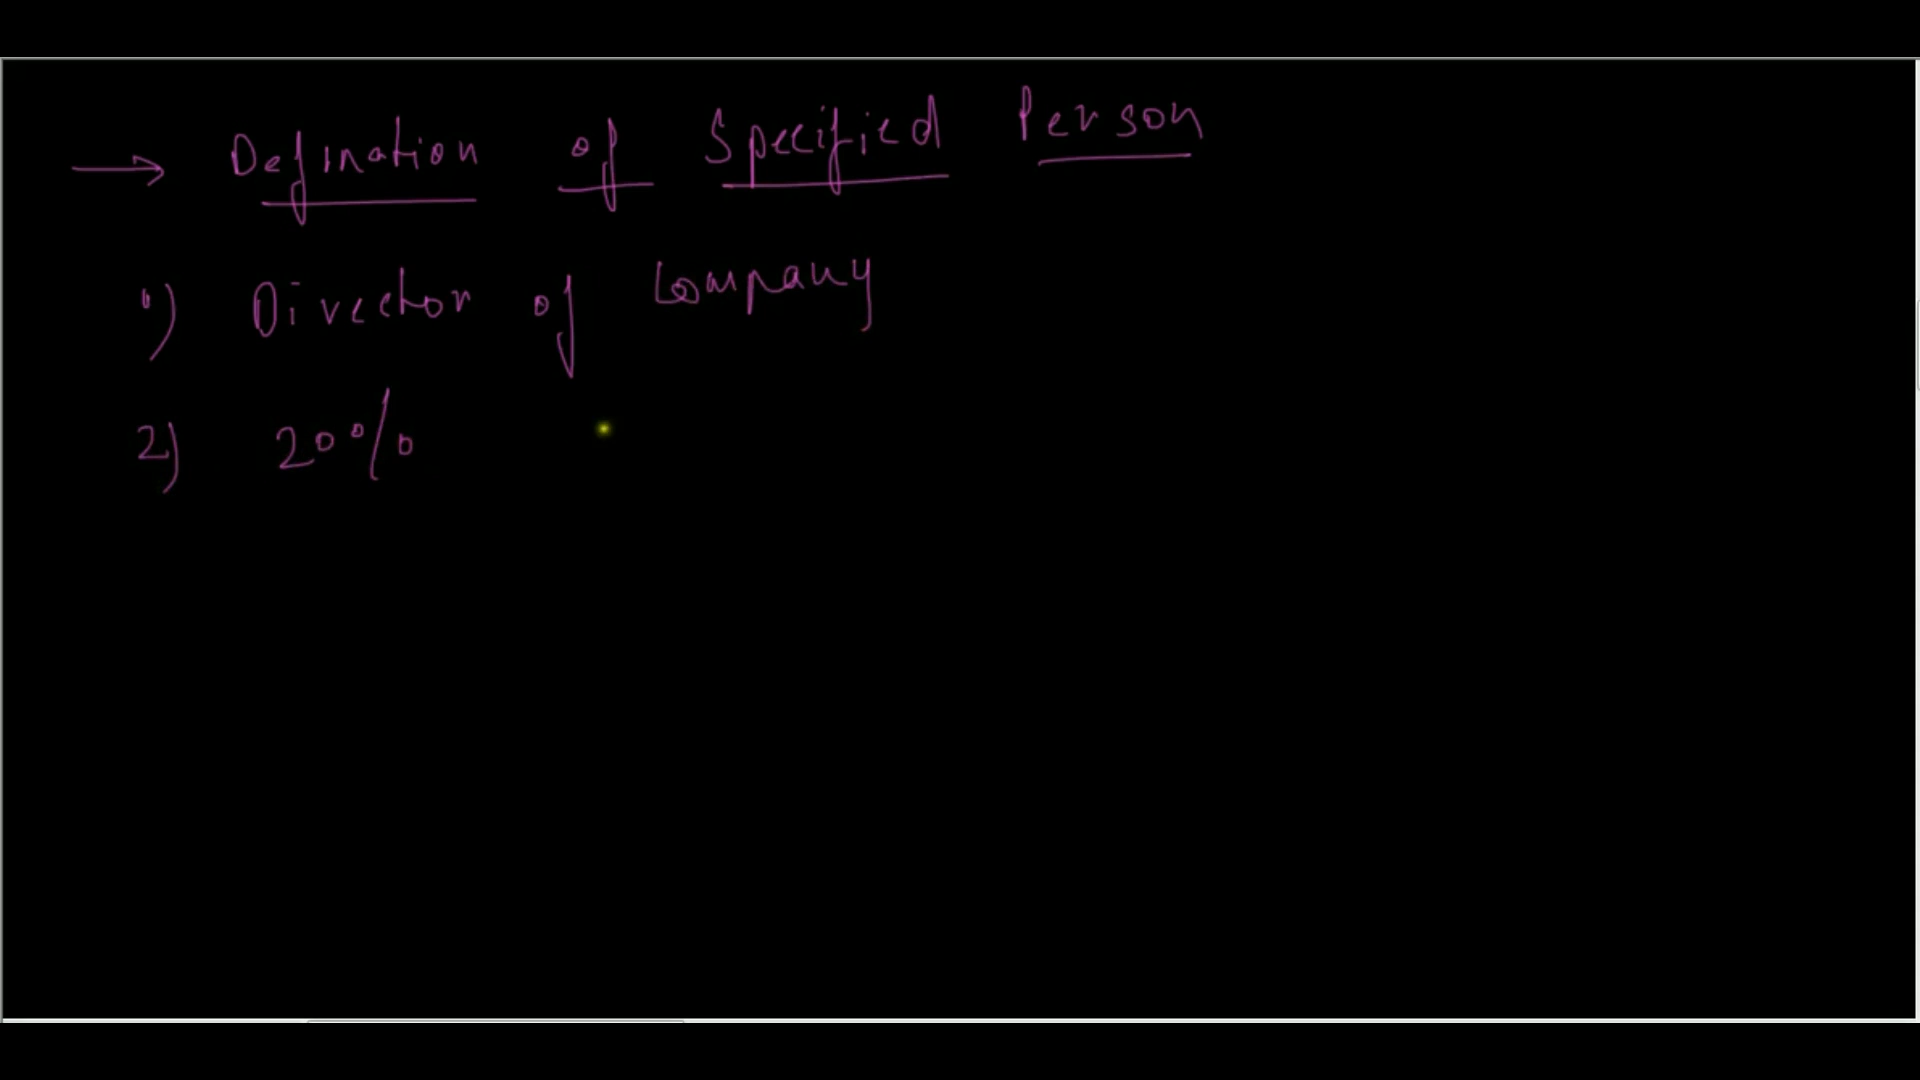 → Defination of Specified Person
1) Director of Company
2) 20%